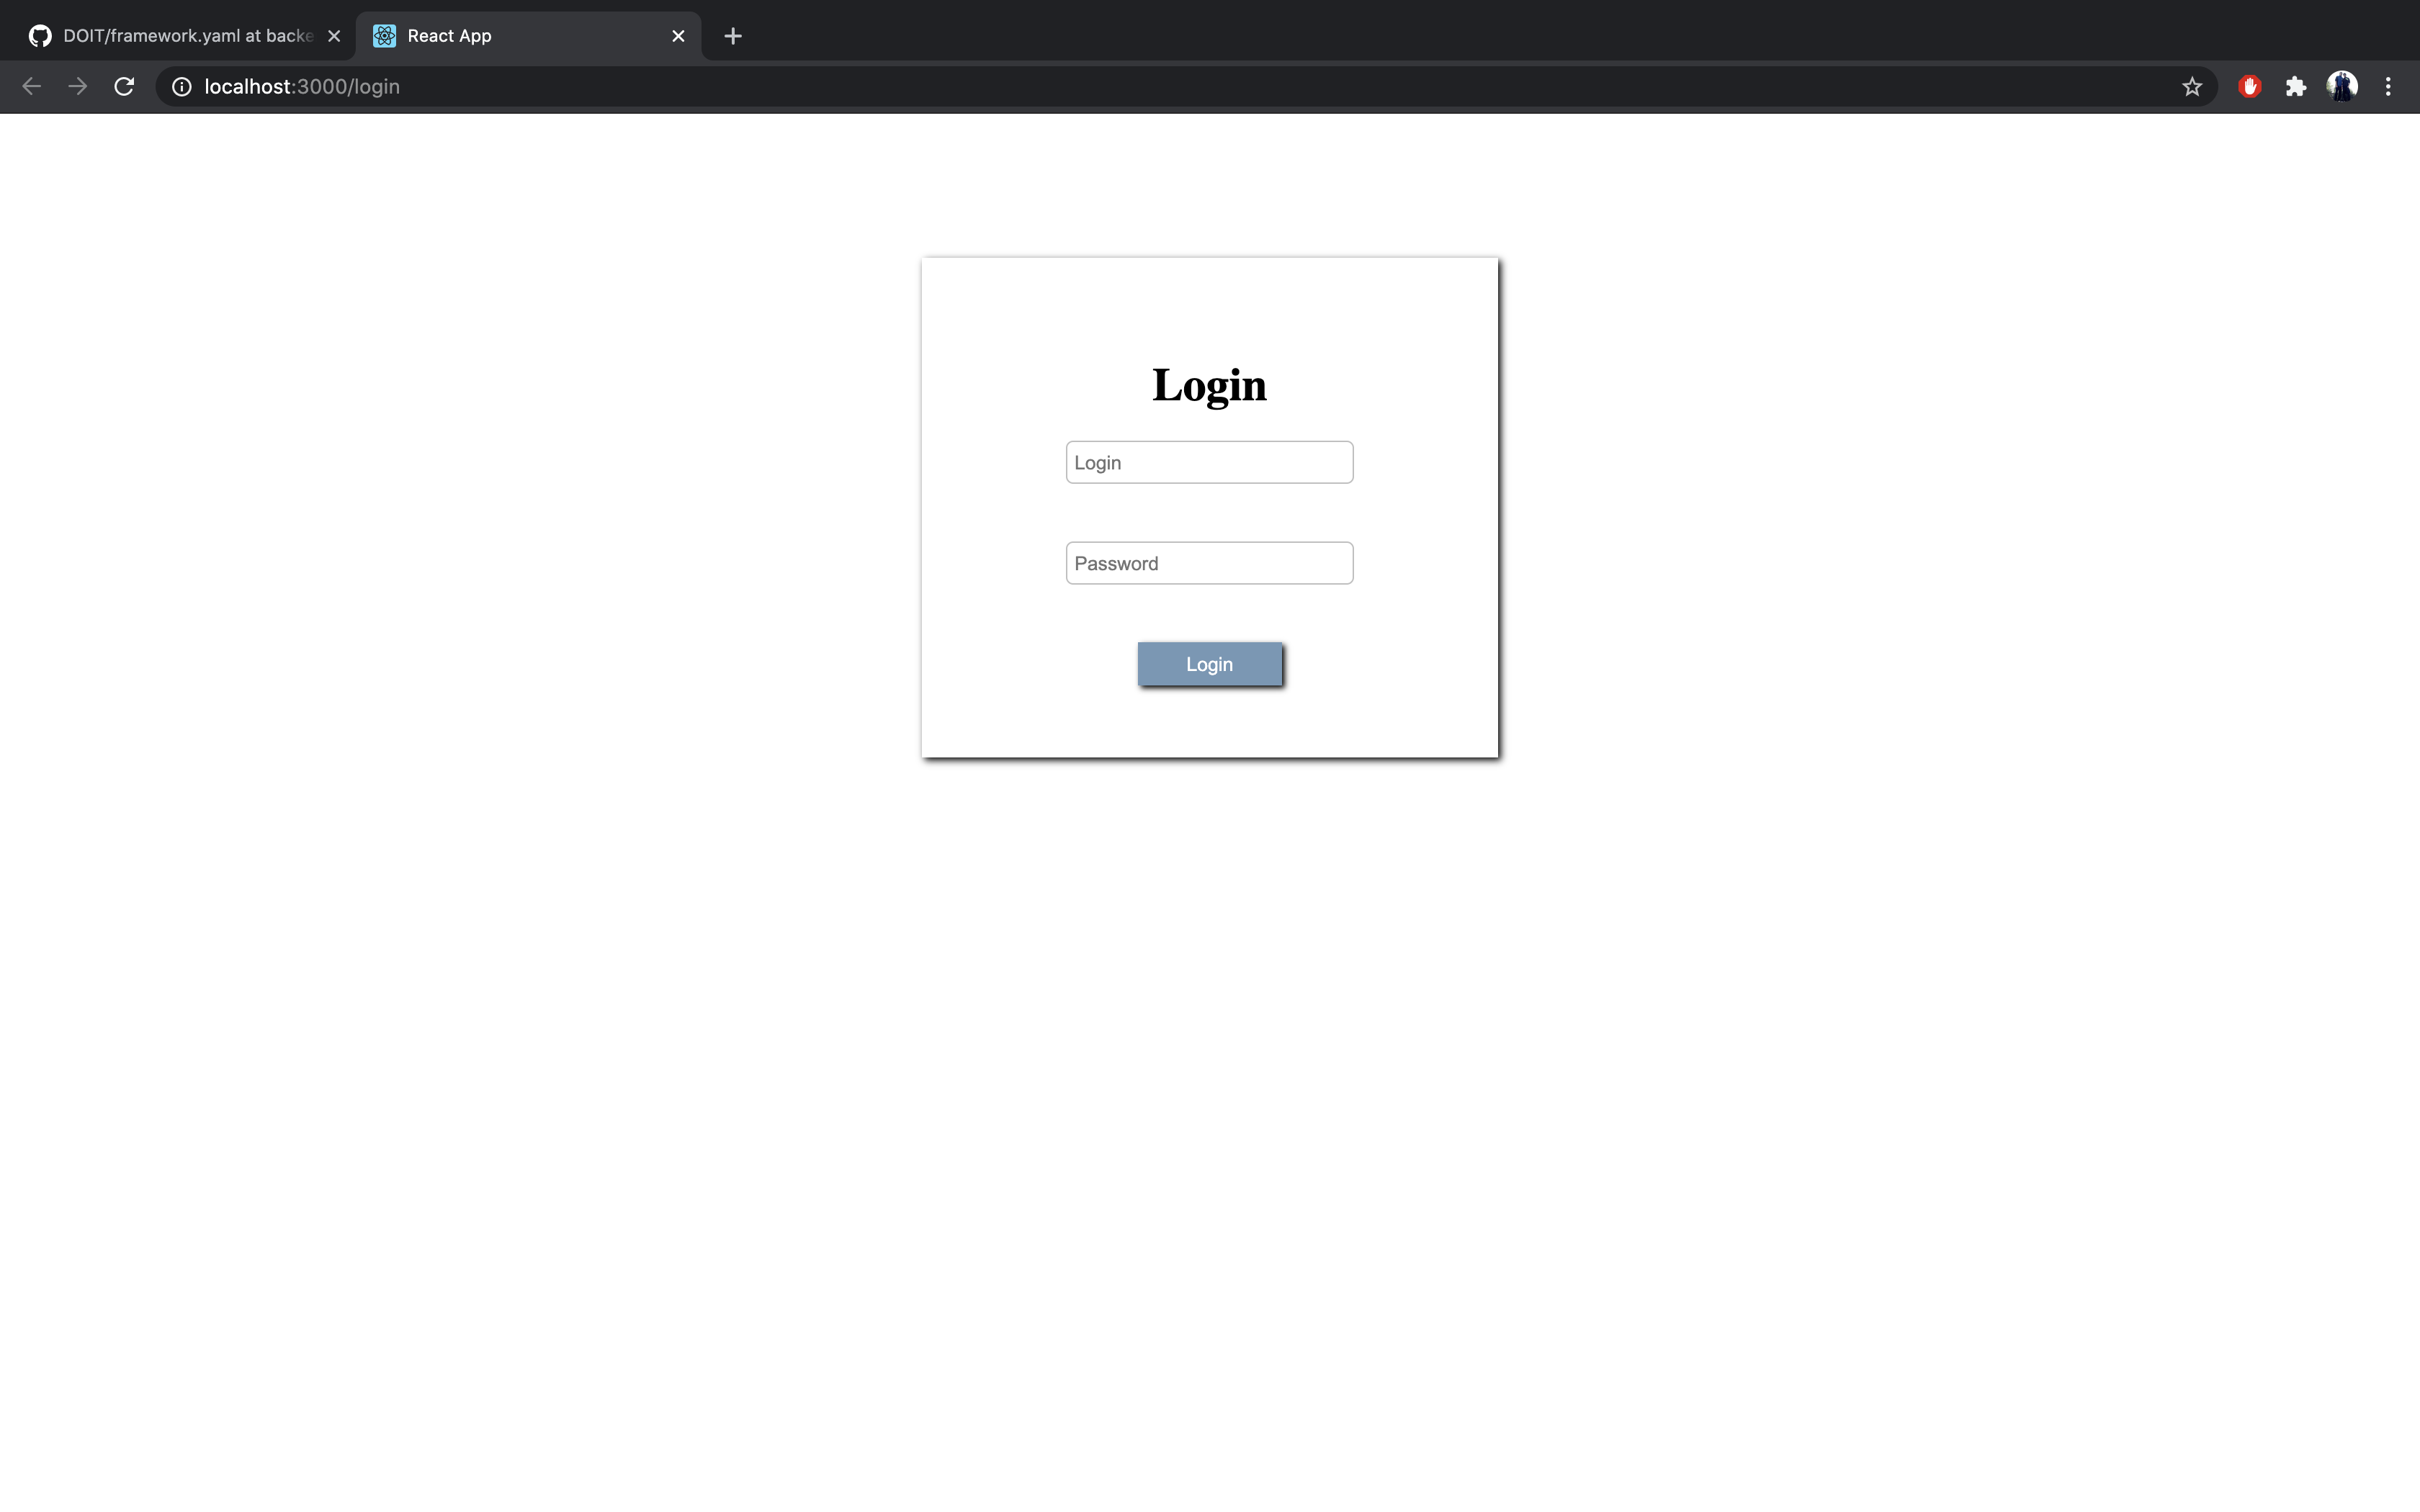 DOIT/framework.yaml at backe
React App
localhost:3000/login
Login
Login
Password
Login